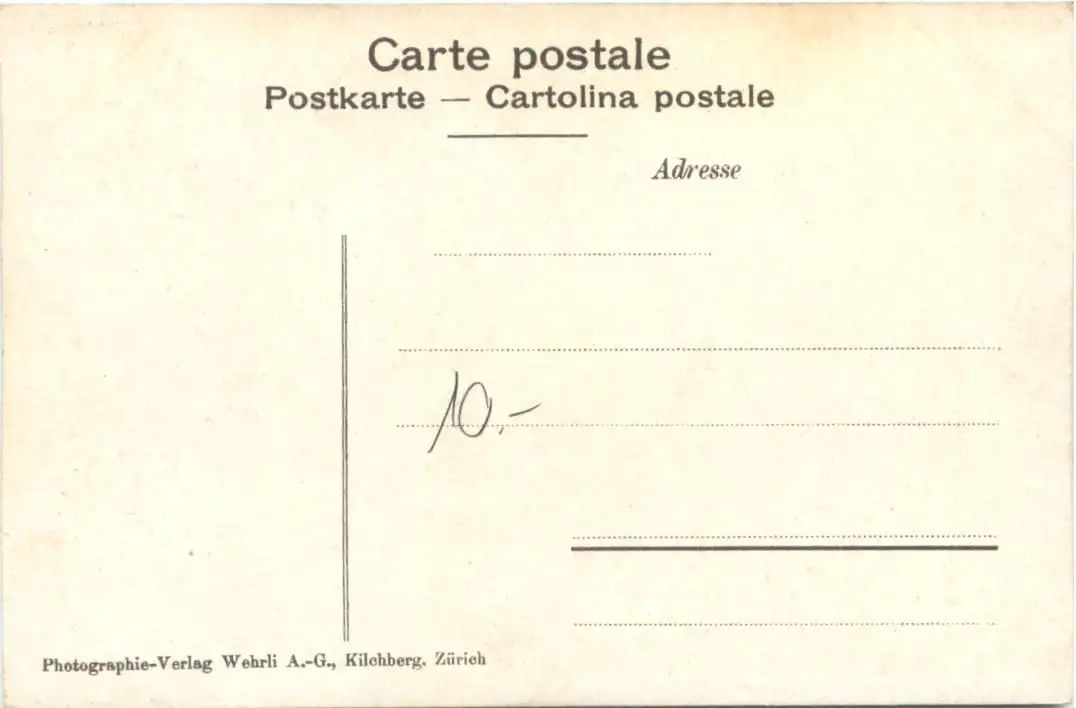 Carte postale
Postkarte — Cartolina postale
Adresse
10.-
Photographie-Verlag Wehrli A.-G., Kilchberg. Zürich